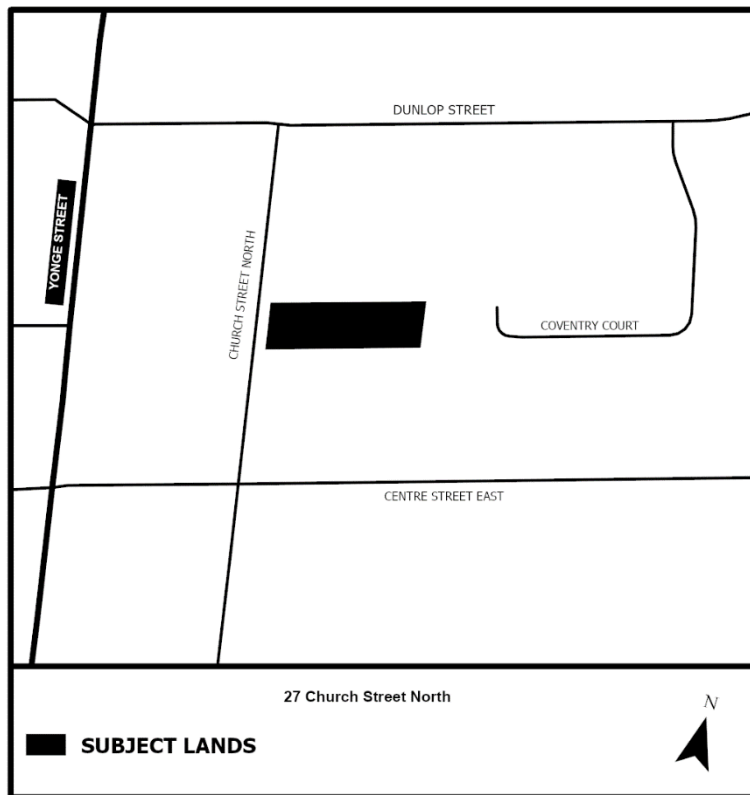 DUNLOP STREET
YONGE STREET
CHURCH STREET NORTH
COVENTRY COURT
CENTRE STREET EAST
27 Church Street North
N
SUBJECT LANDS